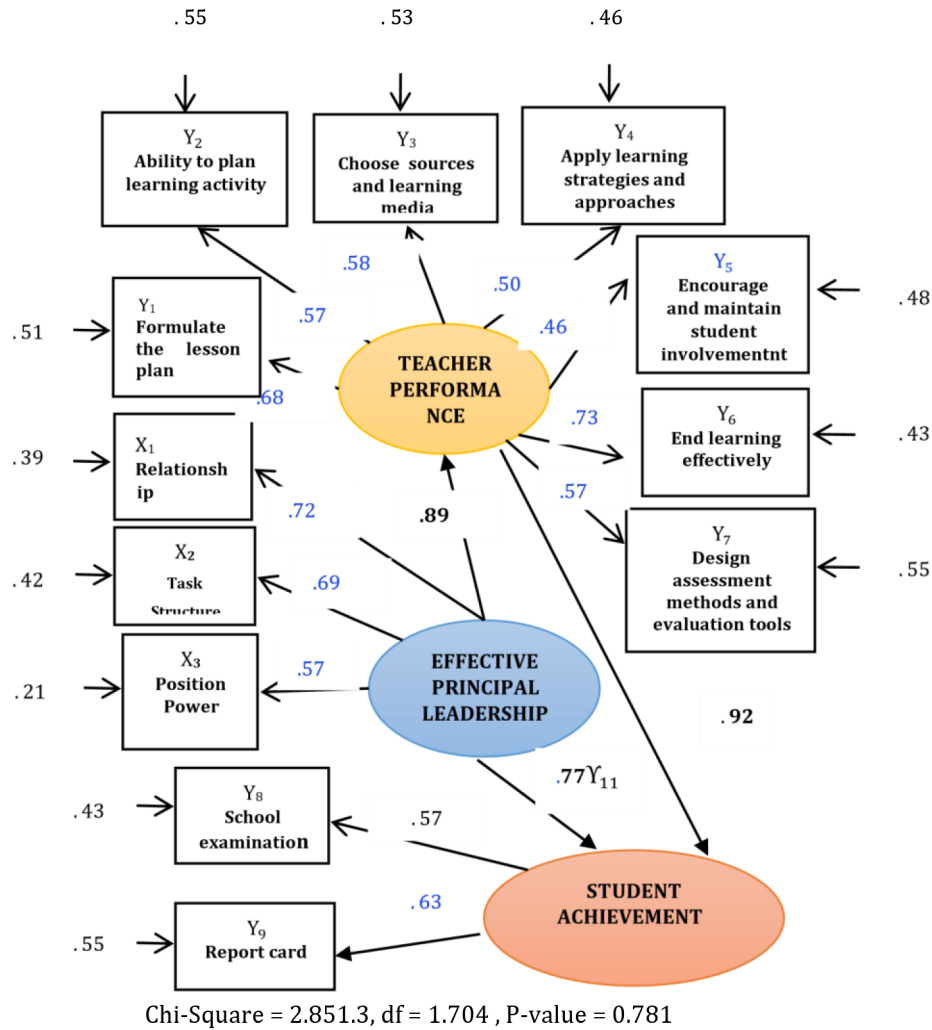 . 55
. 53
. 46
Y2
Ability to plan
learning activity
Y3
Choose sources
and learning
media
Y4
Apply learning
strategies and
approaches
.58
.50
Y5
Encourage
and maintain
student
involvementnt
. 48
. 51
Y1
Formulate
the lesson
plan
.57
.46
TEACHER
PERFORMA
NCE
.68
.73
Y6
End learning
effectively
. 43
. 39
X1
Relationsh
ip
.72
.89
.57
Y7
Design
assessment
methods and
evaluation tools
. 55
. 42
X2
Task
Structure
.69
EFFECTIVE
PRINCIPAL
LEADERSHIP
. 21
X3
Position
Power
.57
. 92
.77ϒ11
. 43
Y8
School
examination
.57
STUDENT
ACHIEVEMENT
.63
. 55
Y9
Report card
Chi-Square = 2.851.3, df = 1.704 , P-value = 0.781